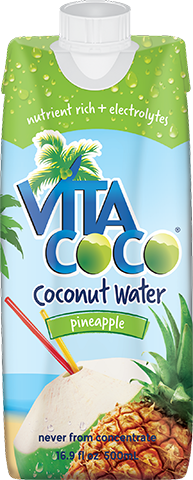 nutrient rich + electrolytes
VITA
COCO®
Coconut Water
pineapple
never from concentrate
16.9 fl oz 500mL